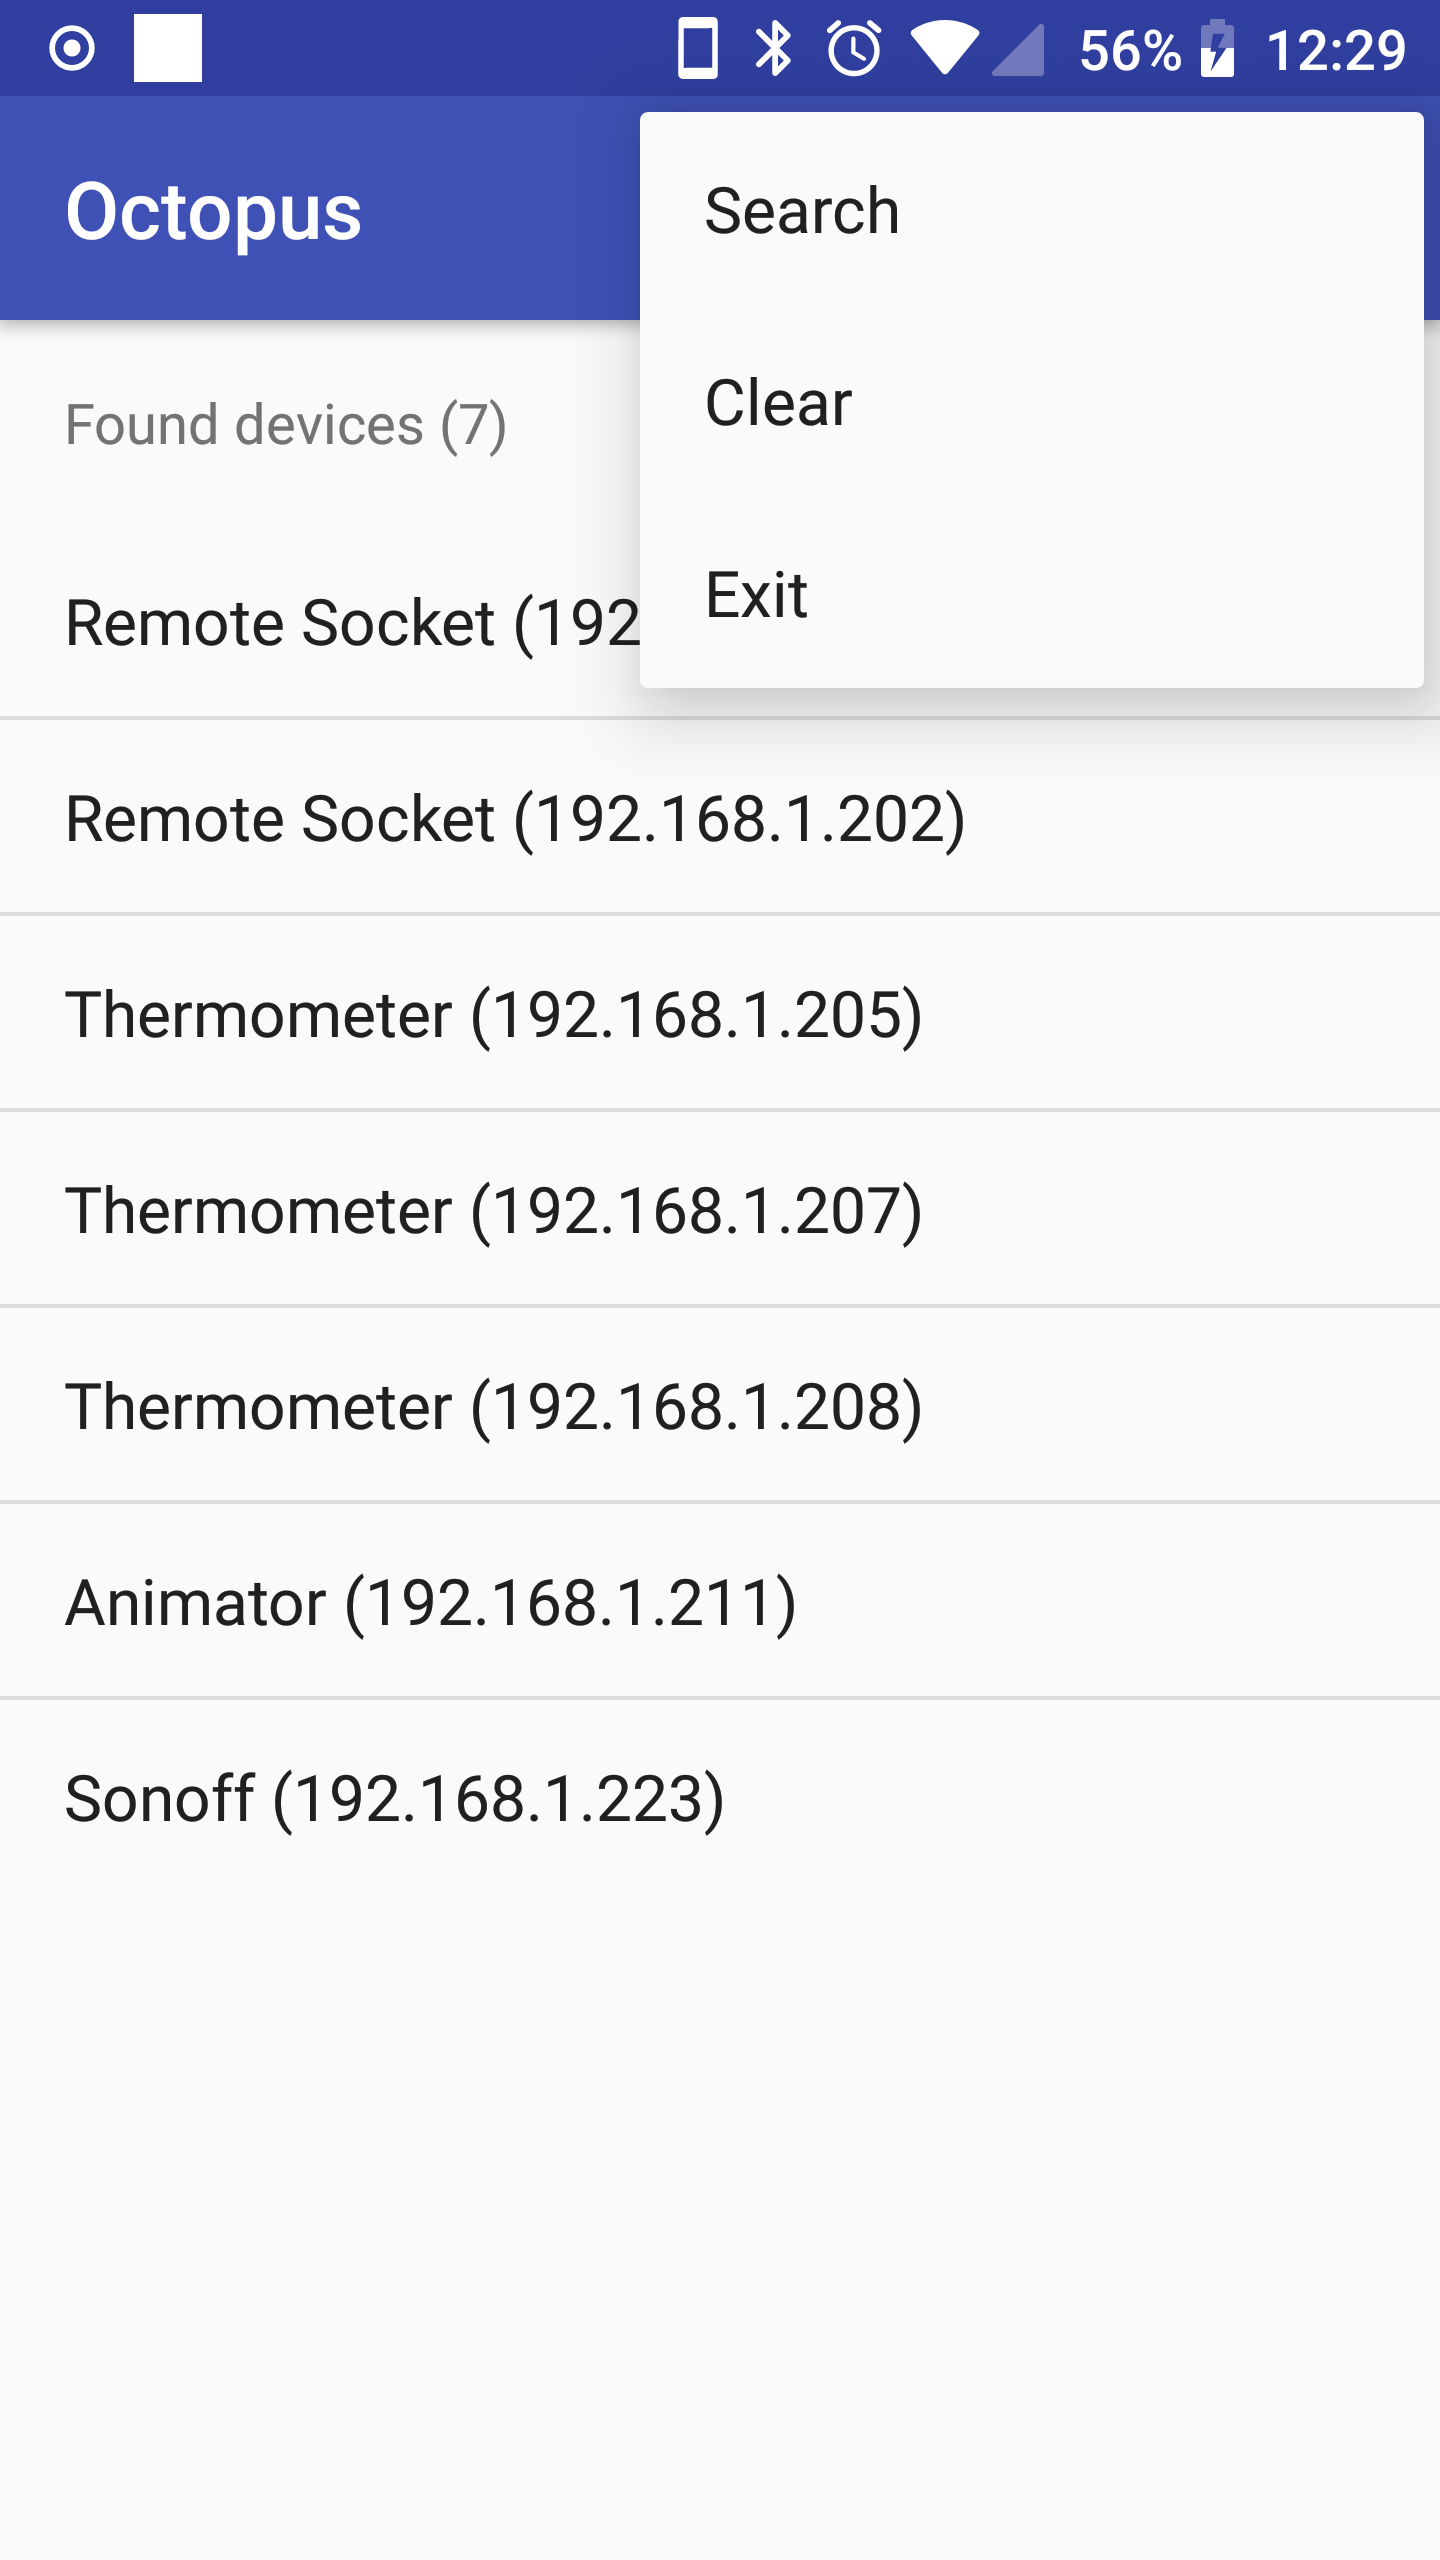 56% 12:29
Octopus
Search
Clear
Exit
Found devices (7)
Remote Socket (192
Remote Socket (192.168.1.202)
Thermometer (192.168.1.205)
Thermometer (192.168.1.207)
Thermometer (192.168.1.208)
Animator (192.168.1.211)
Sonoff (192.168.1.223)